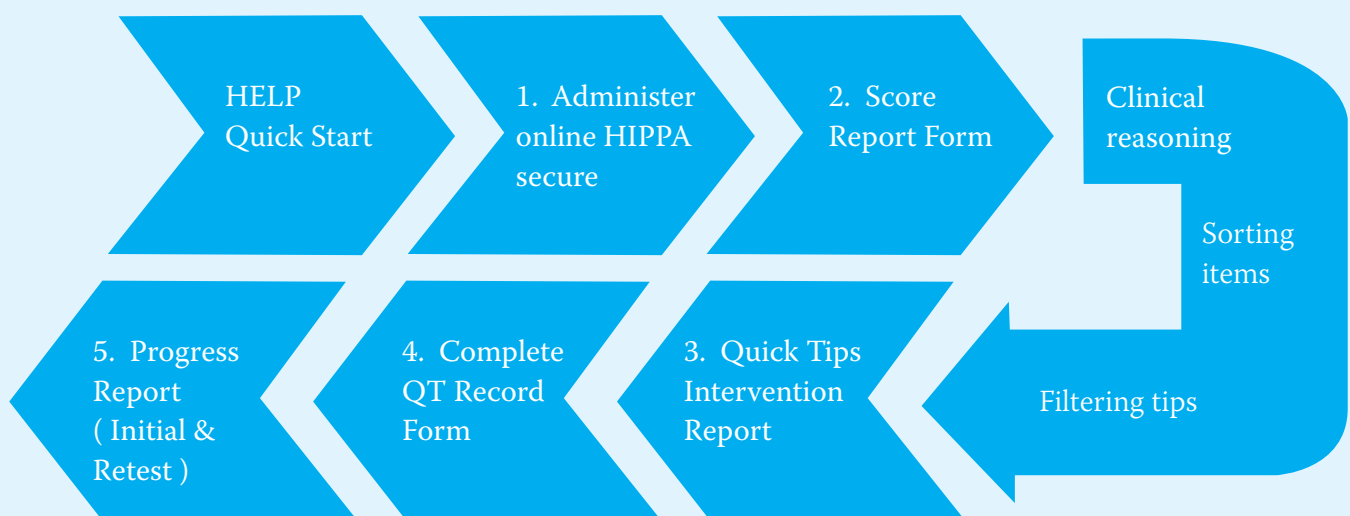 HELP
Quick Start
1. Administer
online HIPPA
secure
2. Score
Report Form
Clinical
reasoning
Sorting
items
Filtering tips
3. Quick Tips
Intervention
Report
4. Complete
QT Record
Form
5. Progress
Report
( Initial &
Retest )